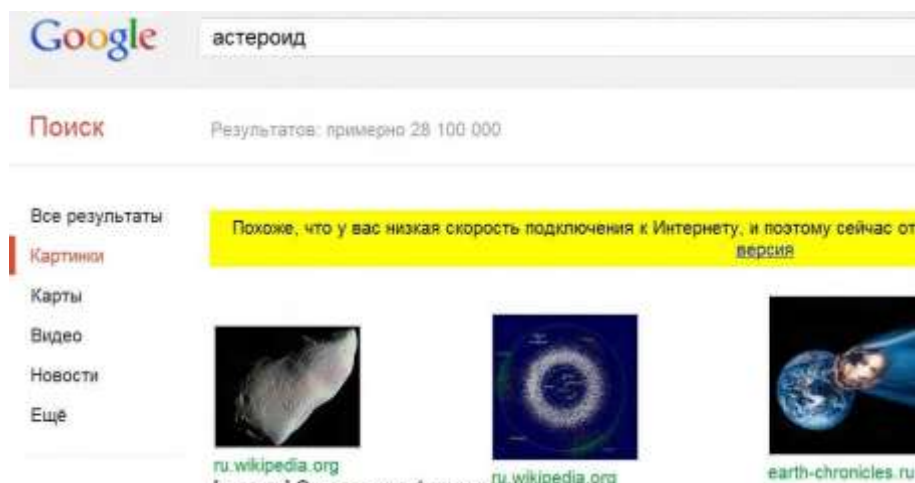 Google
астероид
Поиск
Результатов: примерно 28 100 000
Все результаты
Картинки
Карты
Видео
Новости
Ещё
Похоже, что у вас низкая скорость подключения к Интернету, и поэтому сейчас от
версия
ru.wikipedia.org
ru.wikipedia.org
earth-chronicles.ru